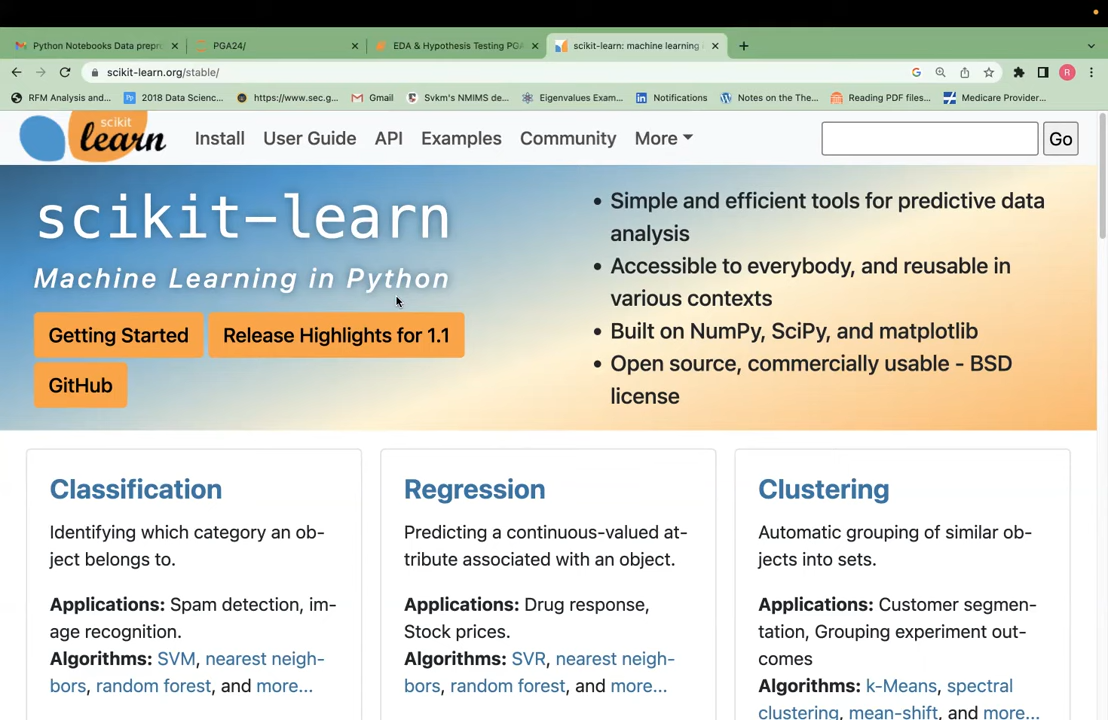 Python Notebooks Data prepr
PGA24/
EDA & Hypothesis Testing PGA
scikit-learn: machine learning i
scikit-learn.org/stable/
R
RFM Analysis and...
2018 Data Scienc...
https://www.sec.g...
Gmail
Svkm's NMIMS de...
Eigenvalues Exam...
Notifications
Notes on the The...
Reading PDF files...
Medicare Provider...
scikit
learn
Install
User Guide
API
Examples
Community
More
Go
scikit-learn
Machine Learning in Python
Getting Started
Release Highlights for 1.1
GitHub
• Simple and efficient tools for predictive data
analysis
• Accessible to everybody, and reusable in
various contexts
• Built on NumPy, SciPy, and matplotlib
• Open source, commercially usable - BSD
license
Classification
Identifying which category an ob-
ject belongs to.
Applications: Spam detection, im-
age recognition.
Algorithms: SVM, nearest neigh-
bors, random forest, and more...
Regression
Predicting a continuous-valued at-
tribute associated with an object.
Applications: Drug response,
Stock prices.
Algorithms: SVR, nearest neigh-
bors, random forest, and more...
Clustering
Automatic grouping of similar ob-
jects into sets.
Applications: Customer segmen-
tation, Grouping experiment out-
comes
Algorithms: k-Means, spectral
clustering, mean-shift, and more...